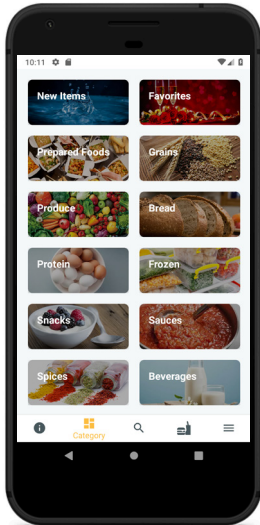 10:11
New Items
Favorites
Prepared Foods
Grains
Produce
Bread
Protein
Frozen
Snacks
Sauces
Spices
Beverages
Category